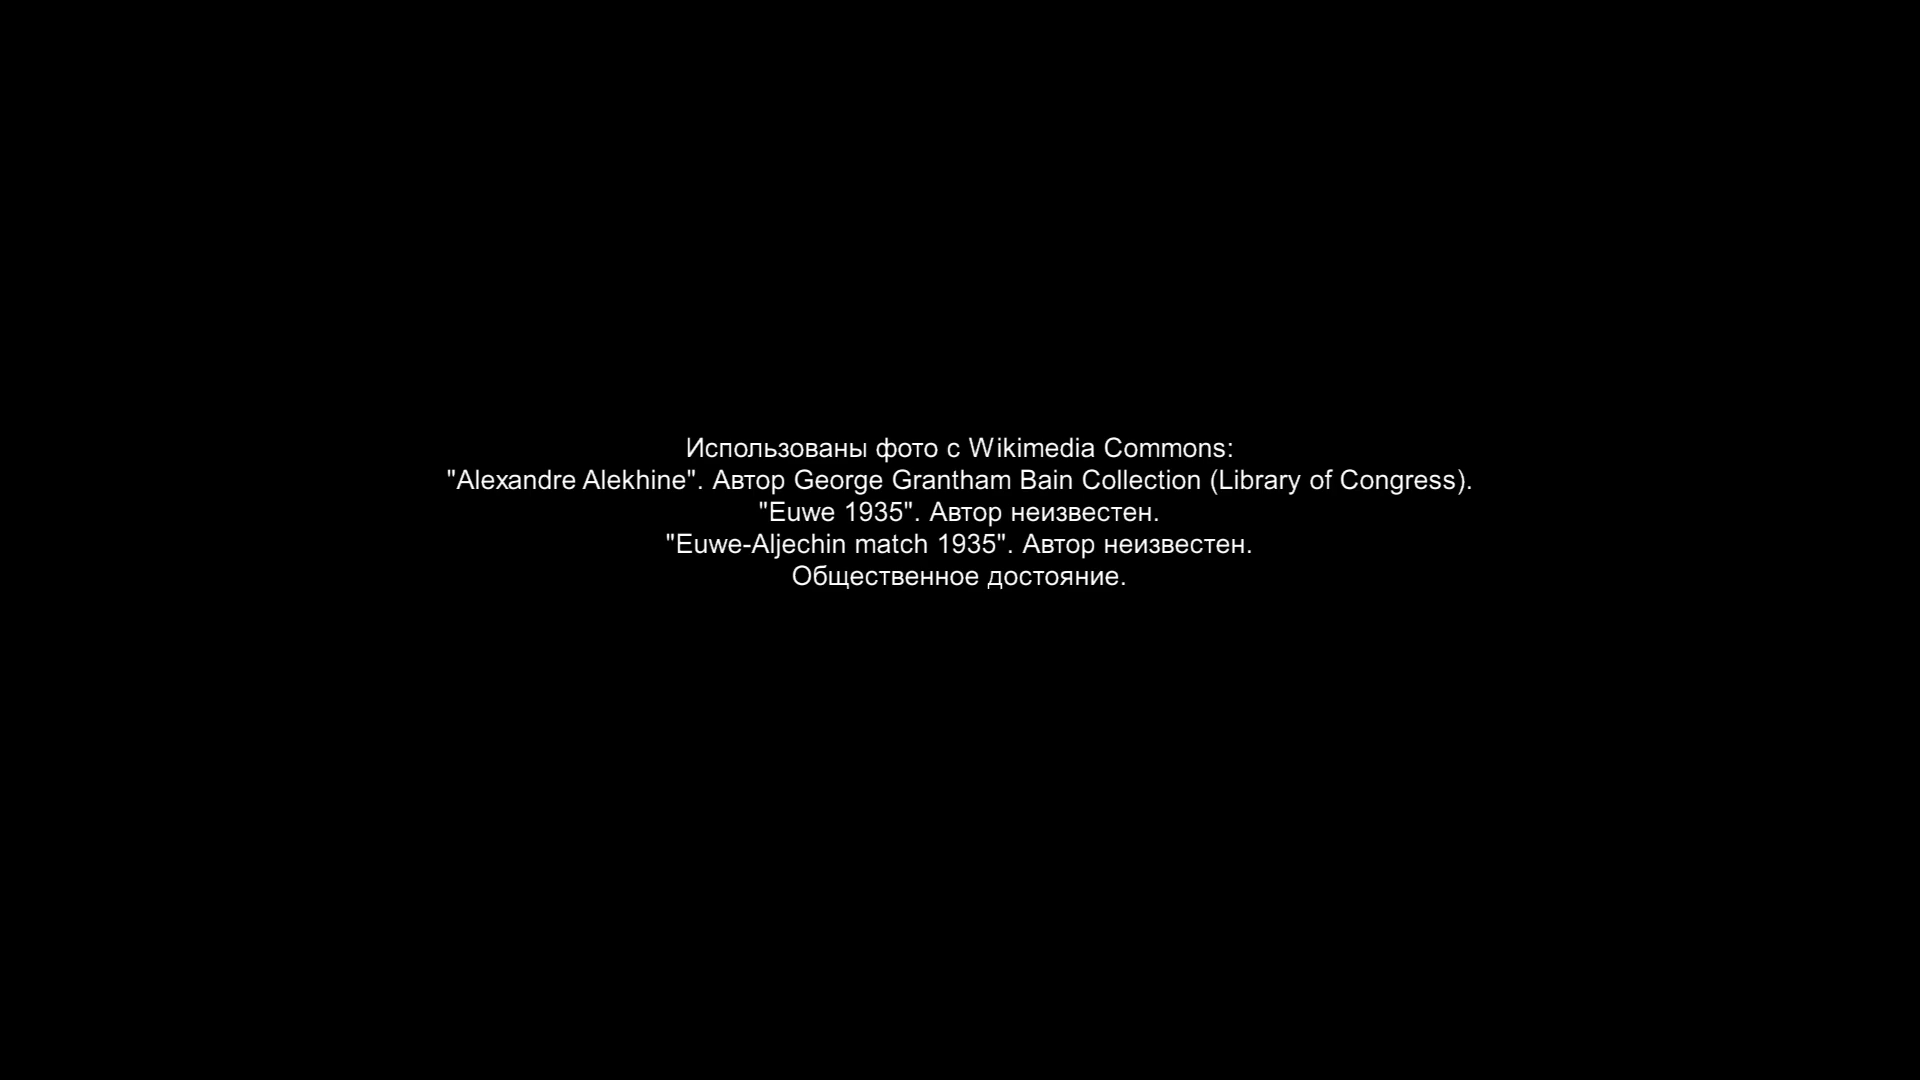 Использованы фото с Wikimedia Commons:
"Alexandre Alekhine". Автор George Grantham Bain Collection (Library of Congress).
"Euwe 1935". Автор неизвестен.
"Euwe-Aljechin match 1935". Автор неизвестен.
Общественное достояние.